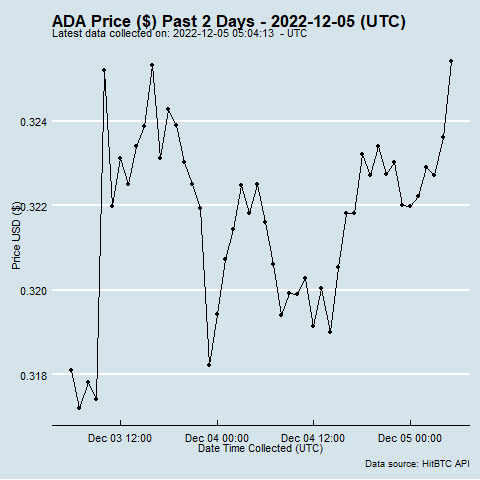 ADA Price ($) Past 2 Days - 2022-12-05 (UTC)
Latest data collected on: 2022-12-05 05:04:13 - UTC
Price USD ($)
0.324
0.322
0.320
0.318
Dec 03 12:00 Dec 04 00:00 Dec 04 12:00 Dec 05 00:00
Date Time Collected (UTC)
Data source: HitBTC API